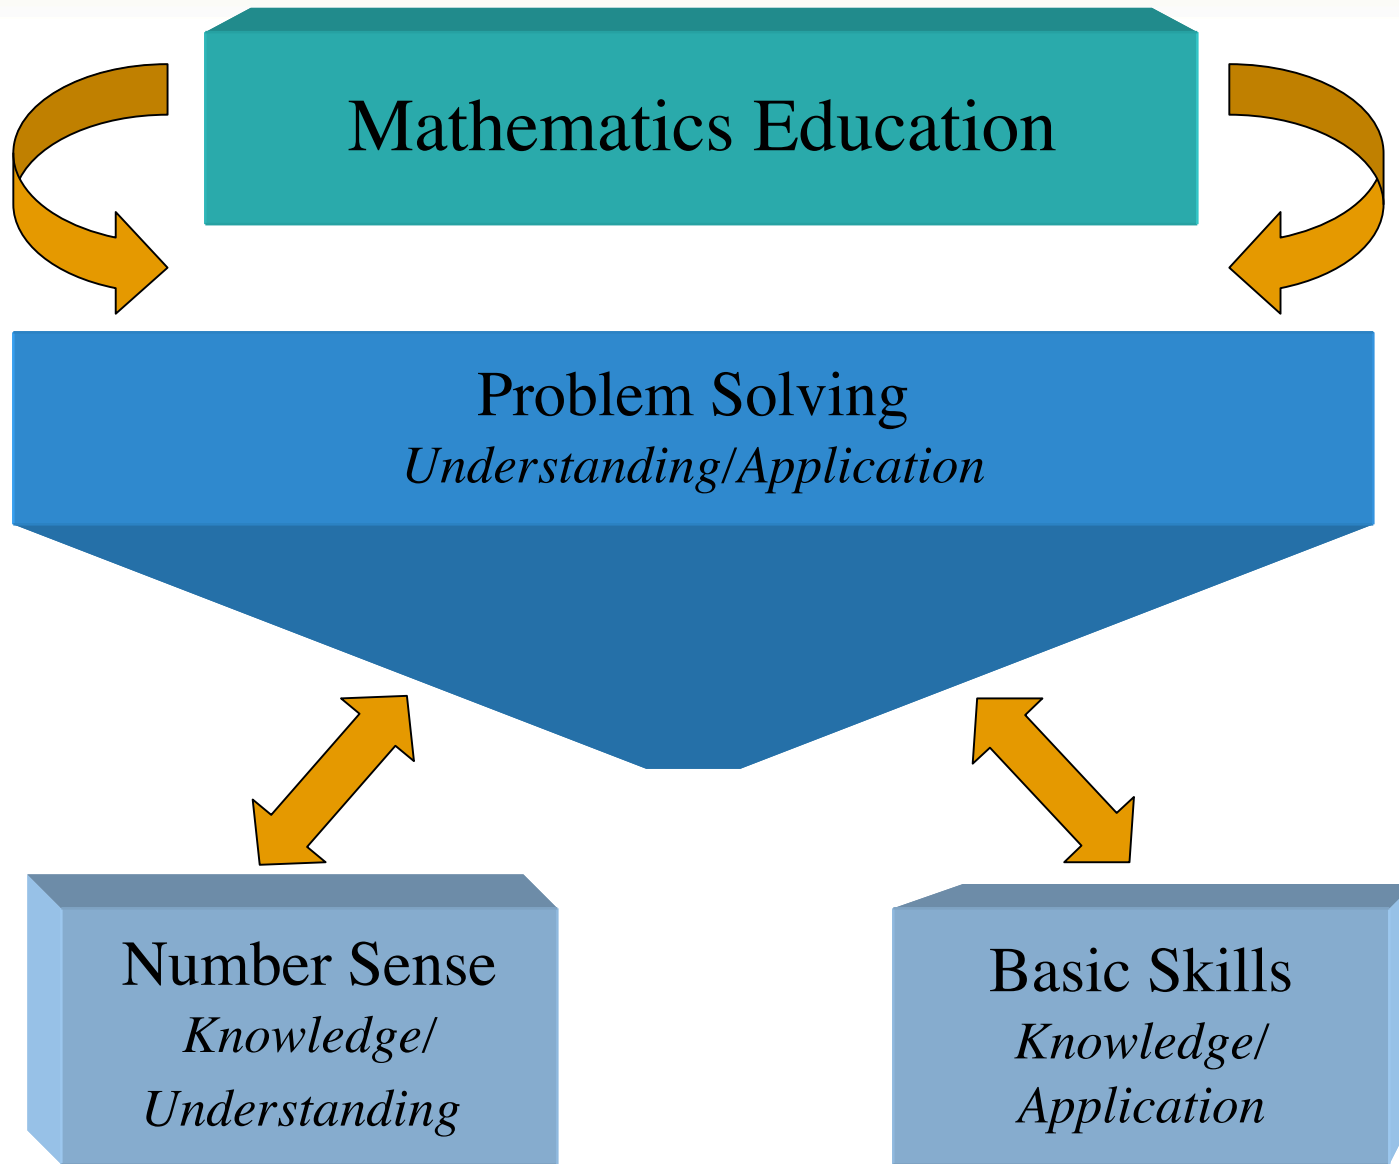 Mathematics Education
Problem Solving
Understanding/Application
Number Sense
Knowledge/
Understanding
Basic Skills
Knowledge/
Application